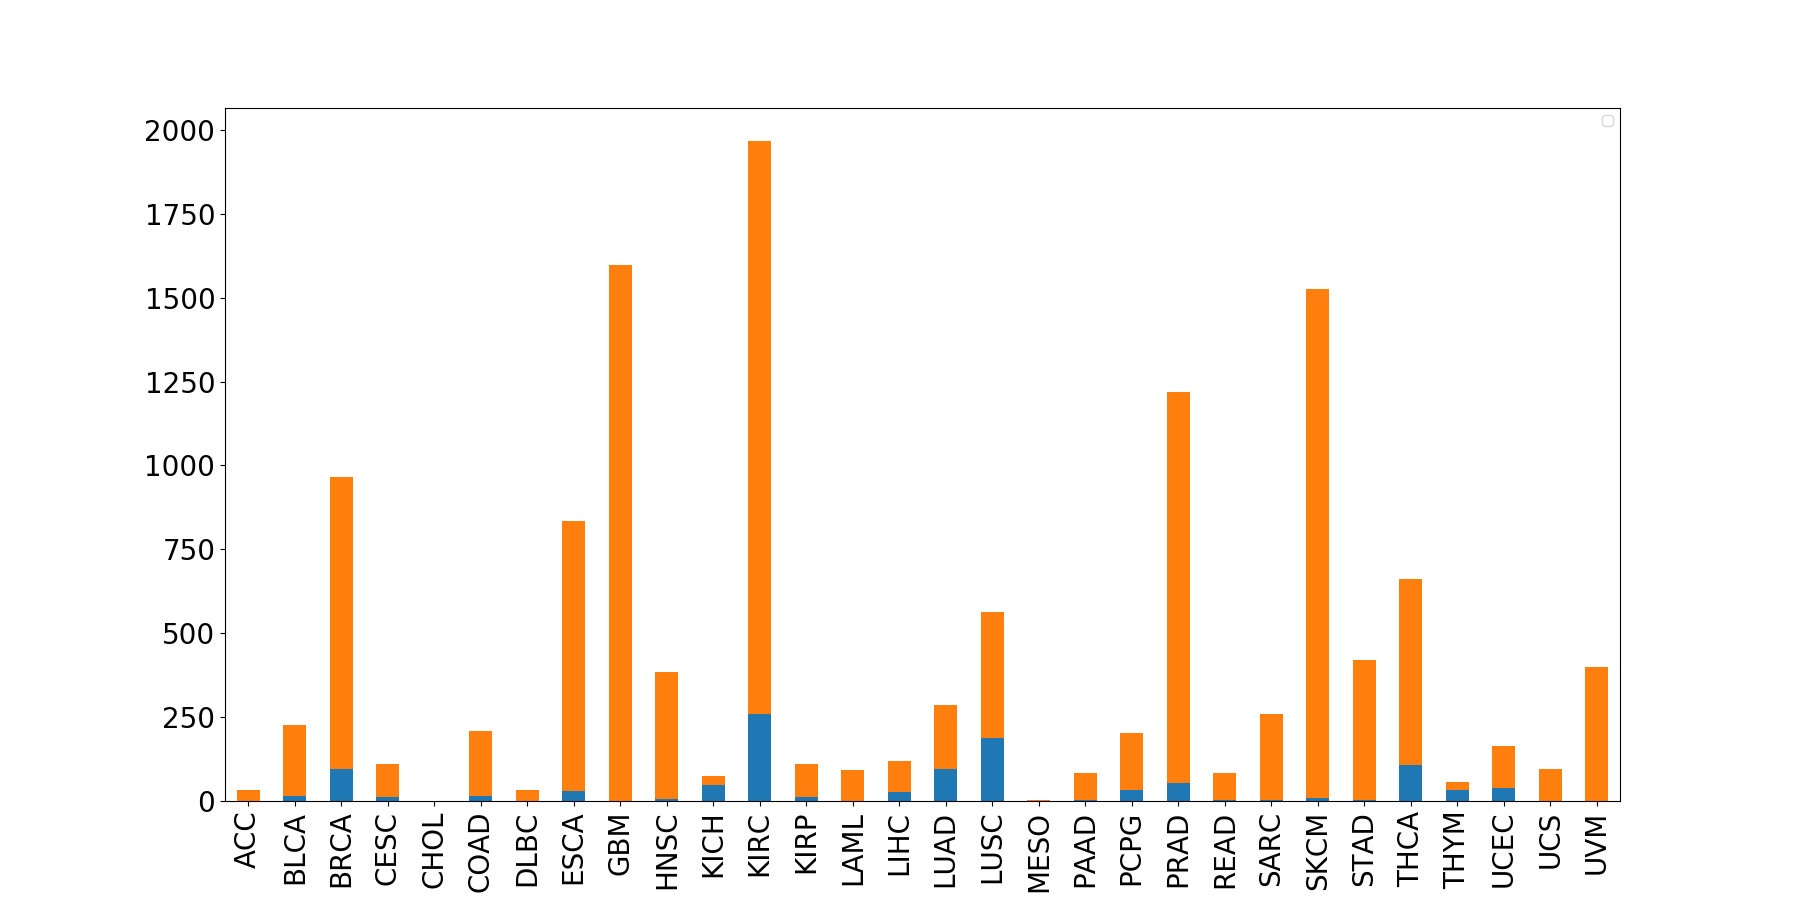 2000
1750
1500
1250
1000
750
500
250
0
ACC
BLCA
BRCA
CESC
CHOL
COAD
DLBC
ESCA
GBM
HNSC
KICH
KIRC
KIRP
LAML
LIHC
LUAD
LUSC
MESO
PAAD
PCPG
PRAD
READ
SARC
SKCM
STAD
THCA
THYM
UCEC
UCS
UVM